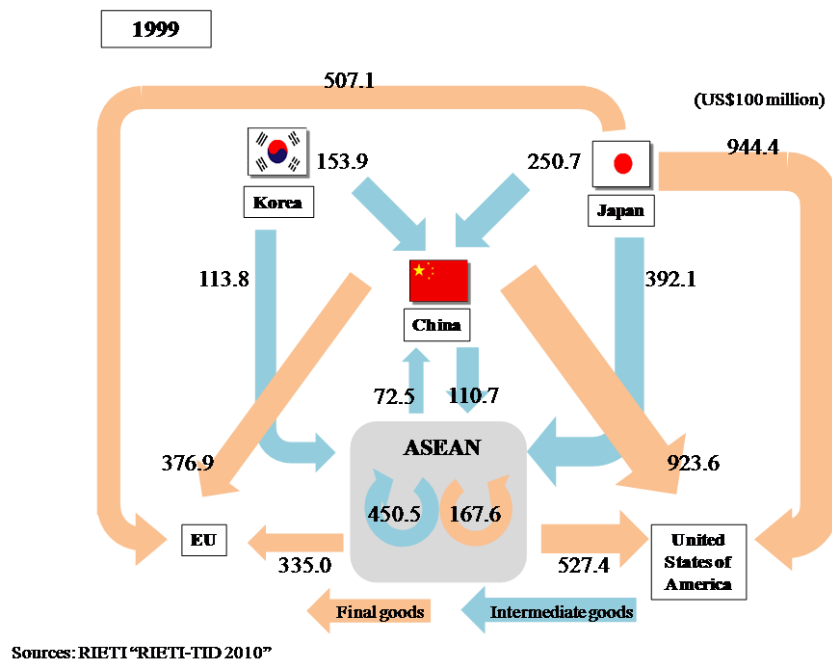 1999
507.1
(US$100 million)
153.9
250.7
944.4
Korea
Japan
113.8
392.1
China
72.5
110.7
ASEAN
376.9
923.6
450.5
167.6
EU
United
States of
America
335.0
527.4
Final goods
Intermediate goods
Sources: RIETI “RIETI-TID 2010”